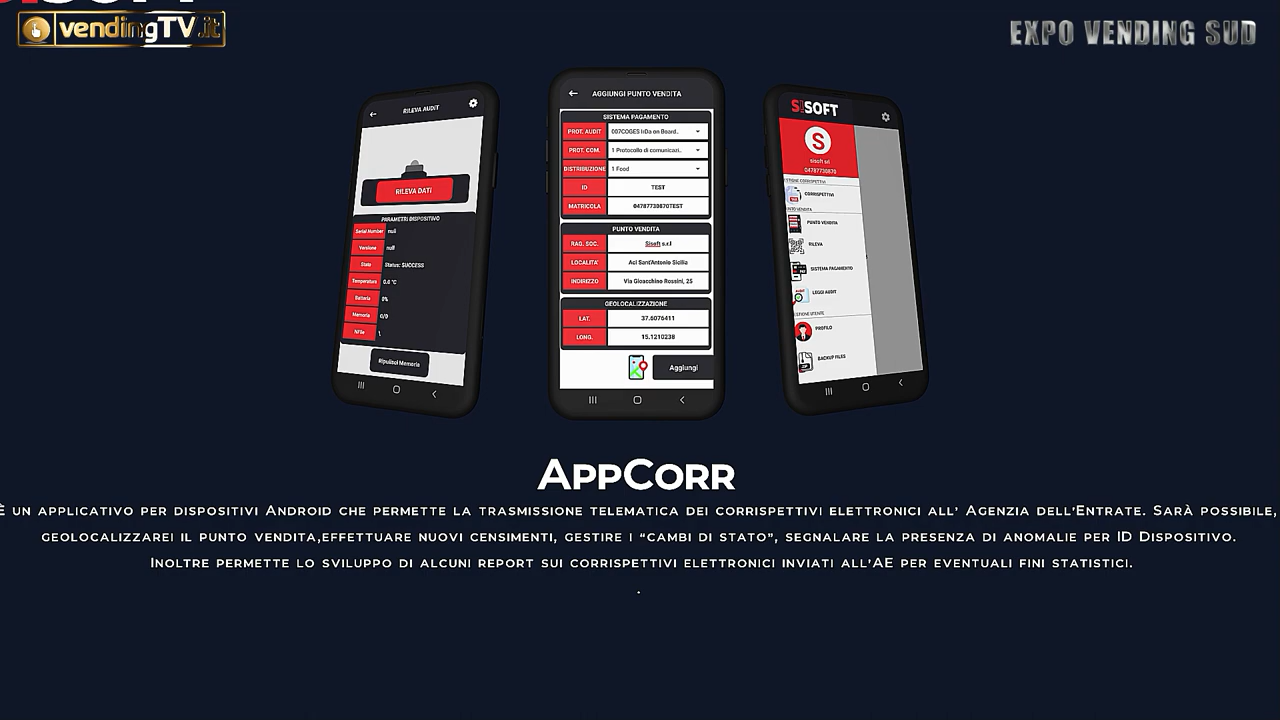 vendingTV.it
EXPO VENDING SUD
RILEVA AUDIT
RILEVA DATI
PARAMETRI DISPOSITIVO
Serial Number null
Versione null
Stato Status: SUCCESS
Temperatura 0.0 °C
Batteria 0%
Memoria 0/0
NFile \
Ripulisci Memoria
AGGIUNGI PUNTO VENDITA
SISTEMA PAGAMENTO
PROT. AUDIT 007COGES IrDa on Board..
PROT. COM. 1 Protocollo di comunicazi..
DISTRIBUZIONE 1 Food
ID TEST
MATRICOLA 04787730870TEST
PUNTO VENDITA
RAG. SOC. Sisoft s.r.l
LOCALITA' Aci Sant'Antonio Sicilia
INDIRIZZO Via Gioacchino Rossini, 25
GEOLOCALIZZAZIONE
LAT. 37.6076411
LONG. 15.1210238
Aggiungi
SISOFT
S
sisoft srl
04787730870
CORRISPETTIVI
PUNTO VENDITA
RILEVA
SISTEMA PAGAMENTO
LEGGI AUDIT
PROFILO
BACKUP FILES
AppCorr
È un applicativo per dispositivi Android che permette la trasmissione telematica dei corrispettivi elettronici all' Agenzia dell'Entrate. Sarà possibile,
geolocalizzarei il punto vendita,effettuare nuovi censimenti, gestire i “cambi di stato”, segnalare la presenza di anomalie per ID Dispositivo.
Inoltre permette lo sviluppo di alcuni report sui corrispettivi elettronici inviati all'AE per eventuali fini statistici.
.